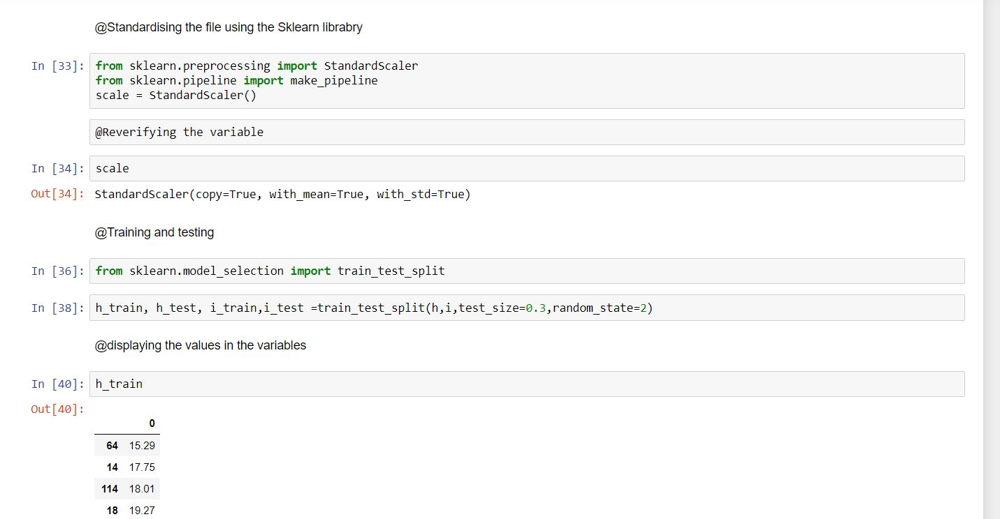 @Standardising the file using the Sklearn librabry
In [33]: from sklearn.preprocessing import StandardScaler
from sklearn.pipeline import make_pipeline
scale = StandardScaler()
@Reverifying the variable
In [34]: scale
Out[34]: StandardScaler(copy=True, with_mean=True, with_std=True)
@Training and testing
In [36]: from sklearn.model_selection import train_test_split
In [38]: h_train, h_test, i_train,i_test =train_test_split(h,i,test_size=0.3,random_state=2)
@displaying the values in the variables
In [40]: h_train
Out[40]:
0
64 15.29
14 17.75
114 18.01
18 19.27